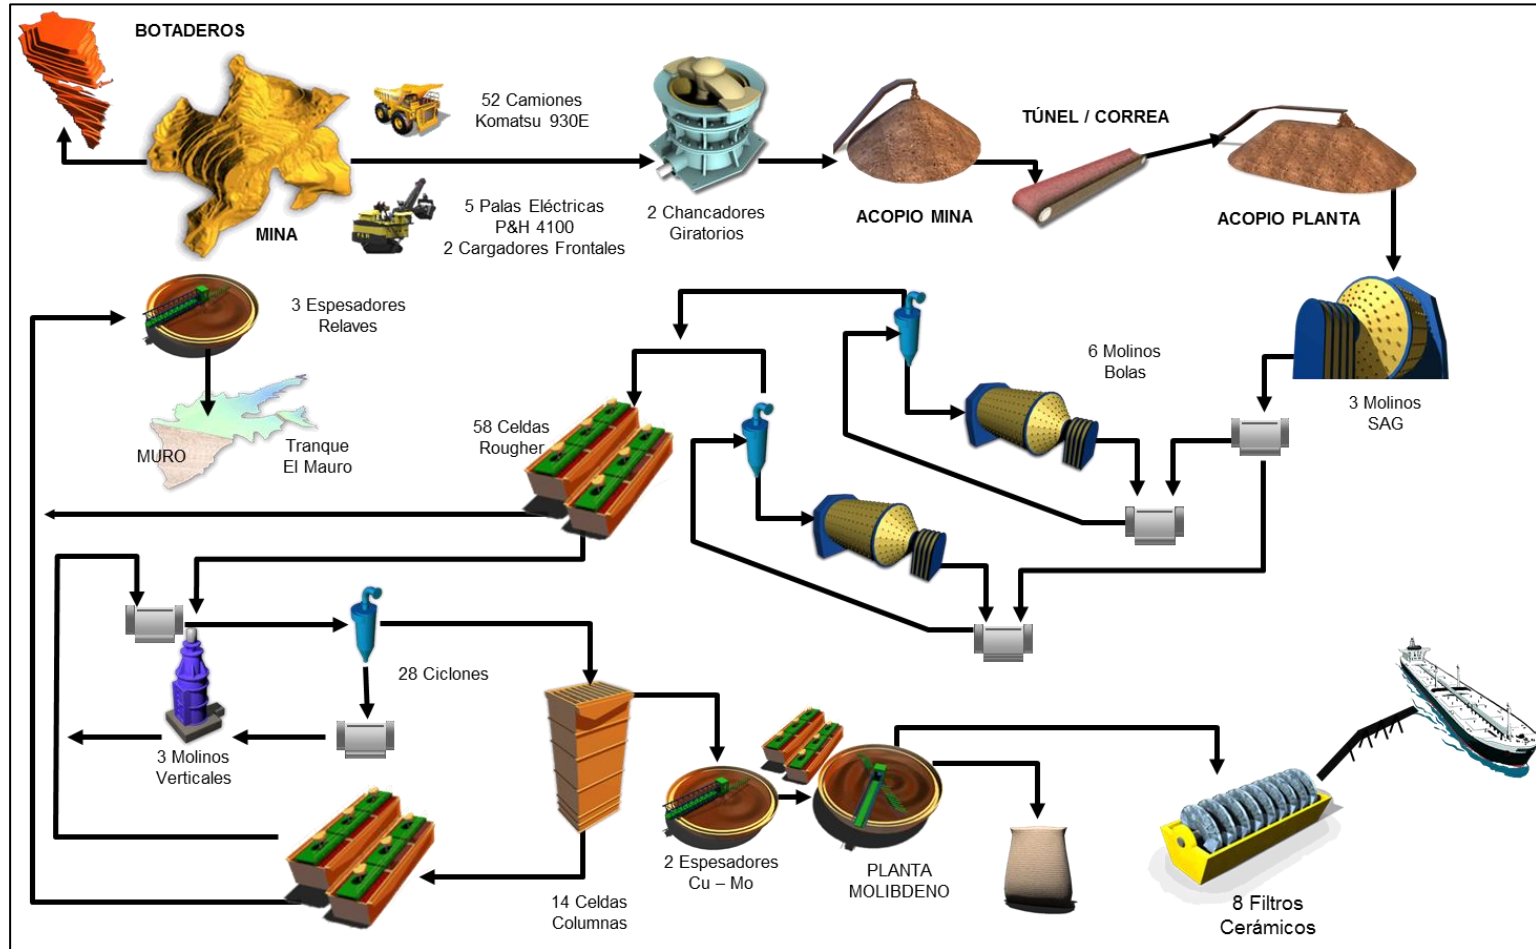 BOTADEROS
52 Camiones
Komatsu 930E
TÚNEL / CORREA
MINA
5 Palas Eléctricas
P&H 4100
2 Cargadores Frontales
2 Chancadores
Giratorios
ACOPIO MINA
ACOPIO PLANTA
3 Espesadores
Relaves
6 Molinos
Bolas
3 Molinos
SAG
58 Celdas
Rougher
MURO
Tranque
El Mauro
28 Ciclones
3 Molinos
Verticales
14 Celdas
Columnas
2 Espesadores
Cu – Mo
PLANTA
MOLIBDENO
8 Filtros
Cerámicos